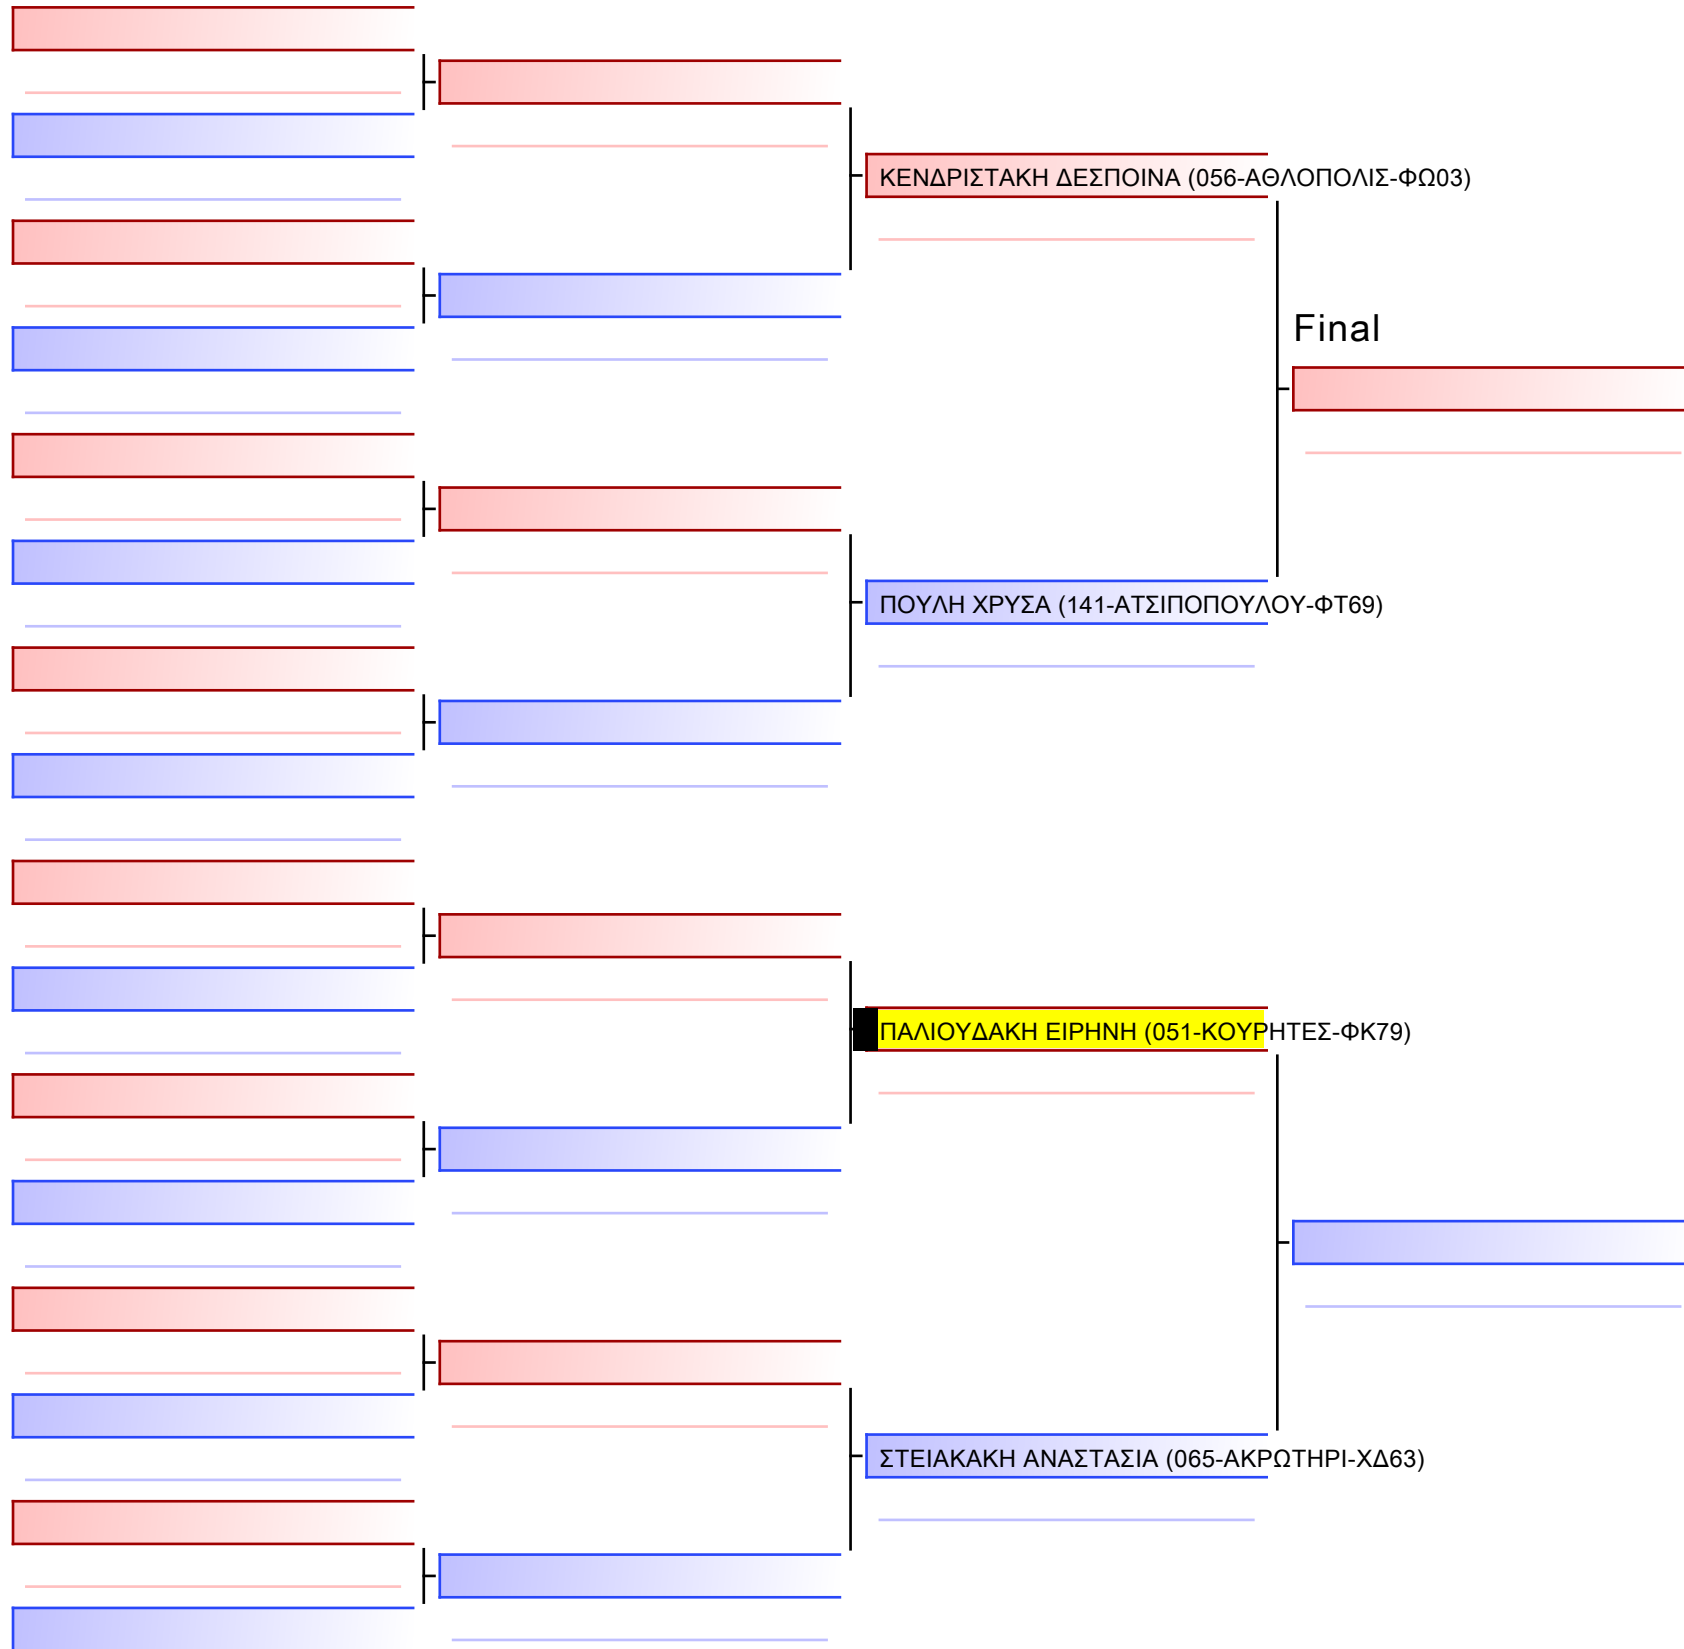 ΚΕΝΔΡΙΣΤΑΚΗ ΔΕΣΠΟΙΝΑ (056-ΑΘΛΟΠΟΛΙΣ-ΦΩ03)
Final
ΠΟΥΛΗ ΧΡΥΣΑ (141-ΑΤΣΙΠΟΠΟΥΛΟΥ-ΦΤ69)
ΠΑΛΙΟΥΔΑΚΗ ΕΙΡΗΝΗ (051-ΚΟΥΡΗΤΕΣ-ΦΚ79)
ΣΤΕΙΑΚΑΚΗ ΑΝΑΣΤΑΣΙΑ (065-ΑΚΡΩΤΗΡΙ-ΧΔ63)